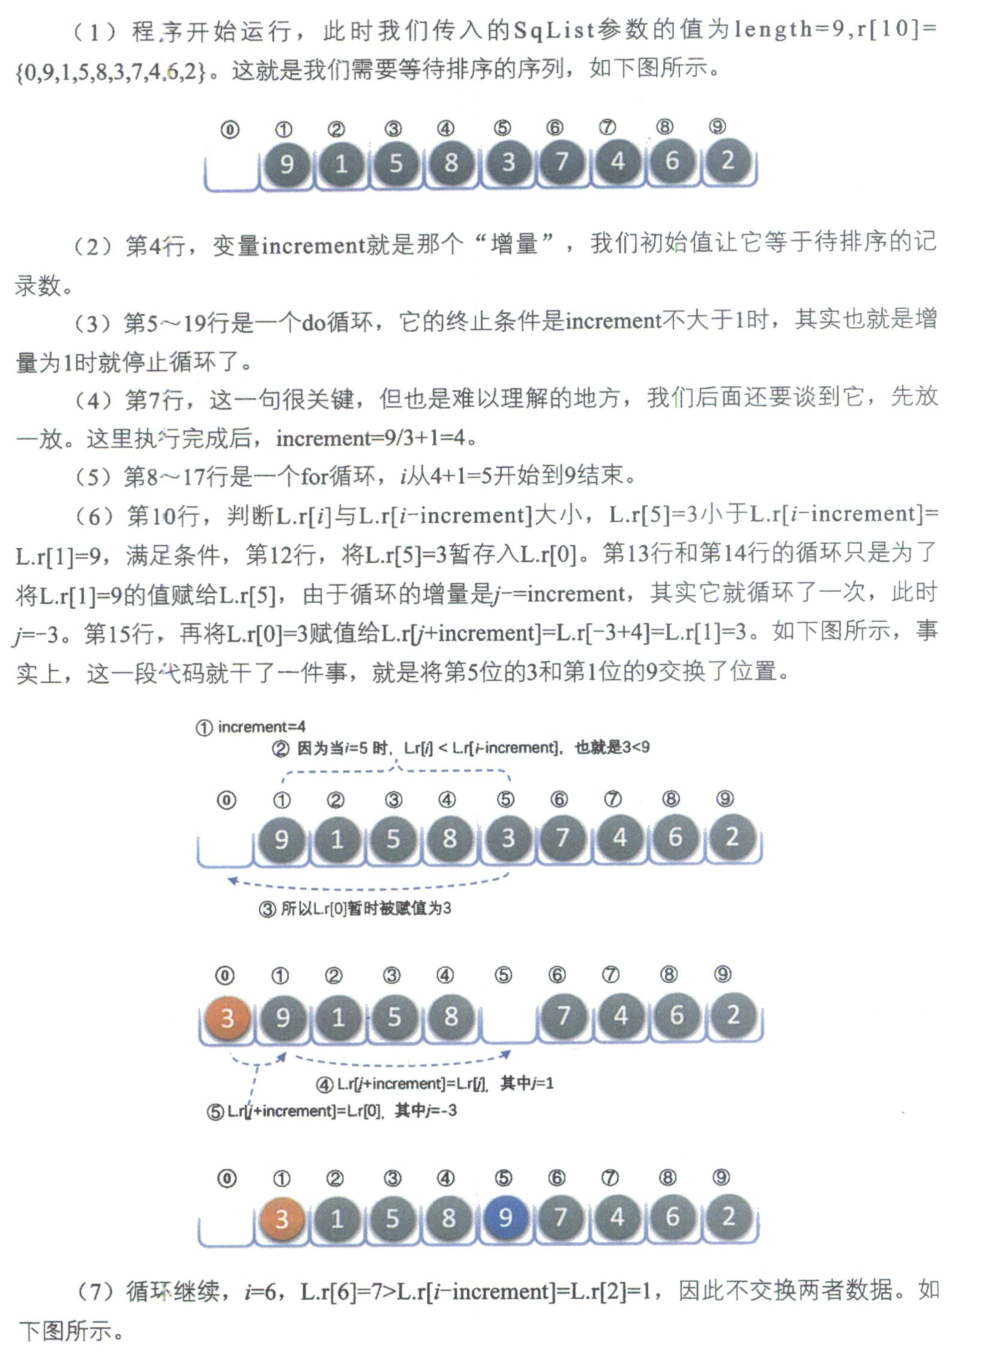 （1）程序开始运行，此时我们传入的SqList参数的值为length=9,r[10]=
{0,9,1,5,8,3,7,4,6,2}。这就是我们需要等待排序的序列，如下图所示。
⓪ ① ② ③ ④ ⑤ ⑥ ⑦ ⑧ ⑨
9 1 5 8 3 7 4 6 2
（2）第4行，变量increment就是那个“增量”，我们初始值让它等于待排序的记
录数。
（3）第5～19行是一个do循环，它的终止条件是increment不大于1时，其实也就是增
量为1时就停止循环了。
（4）第7行，这一句很关键，但也是难以理解的地方，我们后面还要谈到它，先放
一放。这里执行完成后，increment=9/3+1=4。
（5）第8～17行是一个for循环，i从4+1=5开始到9结束。
（6）第10行，判断L.r[i]与L.r[i-increment]大小，L.r[5]=3小于L.r[i-increment]=
L.r[1]=9，满足条件，第12行，将L.r[5]=3暂存入L.r[0]。第13行和第14行的循环只是为了
将L.r[1]=9的值赋给L.r[5]，由于循环的增量是j-=increment，其实它就循环了一次，此时
j=-3。第15行，再将L.r[0]=3赋值给L.r[j+increment]=L.r[-3+4]=L.r[1]=3。如下图所示，事
实上，这一段代码就干了一件事，就是将第5位的3和第1位的9交换了位置。
① increment=4
② 因为当i=5 时，L.r[i] < L.r[i-increment]，也就是3<9
⓪ ① ② ③ ④ ⑤ ⑥ ⑦ ⑧ ⑨
9 1 5 8 3 7 4 6 2
③ 所以L.r[0]暂时被赋值为3
⓪ ① ② ③ ④ ⑤ ⑥ ⑦ ⑧ ⑨
3 9 1 5 8 7 4 6 2
④ L.r[j+increment]=L.r[j]，其中j=1
⑤ L.r[j+increment]=L.r[0]，其中j=-3
⓪ ① ② ③ ④ ⑤ ⑥ ⑦ ⑧ ⑨
3 1 5 8 9 7 4 6 2
（7）循环继续，i=6，L.r[6]=7>L.r[i-increment]=L.r[2]=1，因此不交换两者数据。如
下图所示。